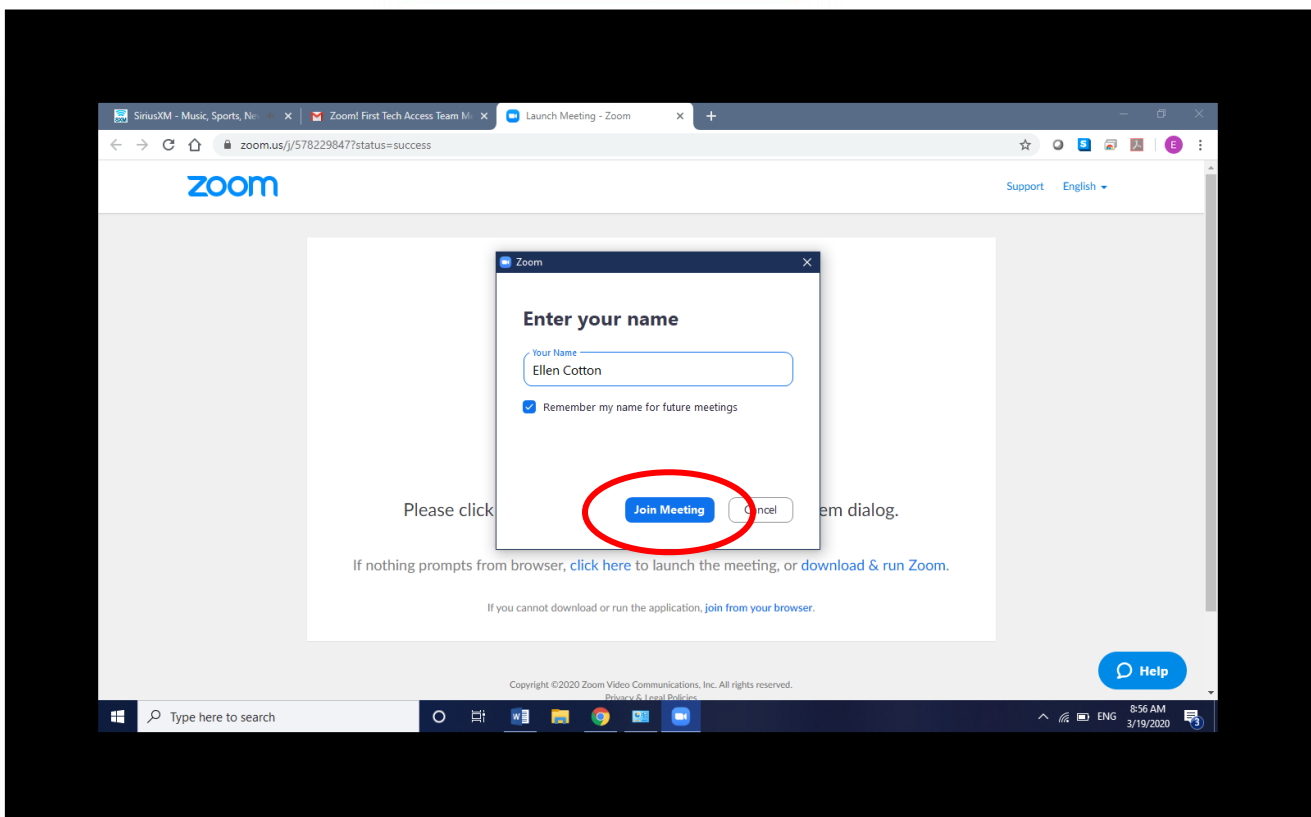 SiriusXM - Music, Sports, Ne
Zoom! First Tech Access Team M
Launch Meeting - Zoom
zoom.us/j/578229847?status=success
S
E
zoom
Support English
Zoom
Enter your name
Your Name
Ellen Cotton
Remember my name for future meetings
Join Meeting
Cancel
Please click
em dialog.
If nothing prompts from browser, click here to launch the meeting, or download & run Zoom.
If you cannot download or run the application, join from your browser.
Help
Copyright ©2020 Zoom Video Communications, Inc. All rights reserved.
Privacy & Legal Policies
Type here to search
W
ENG
8:56 AM
3/19/2020
3